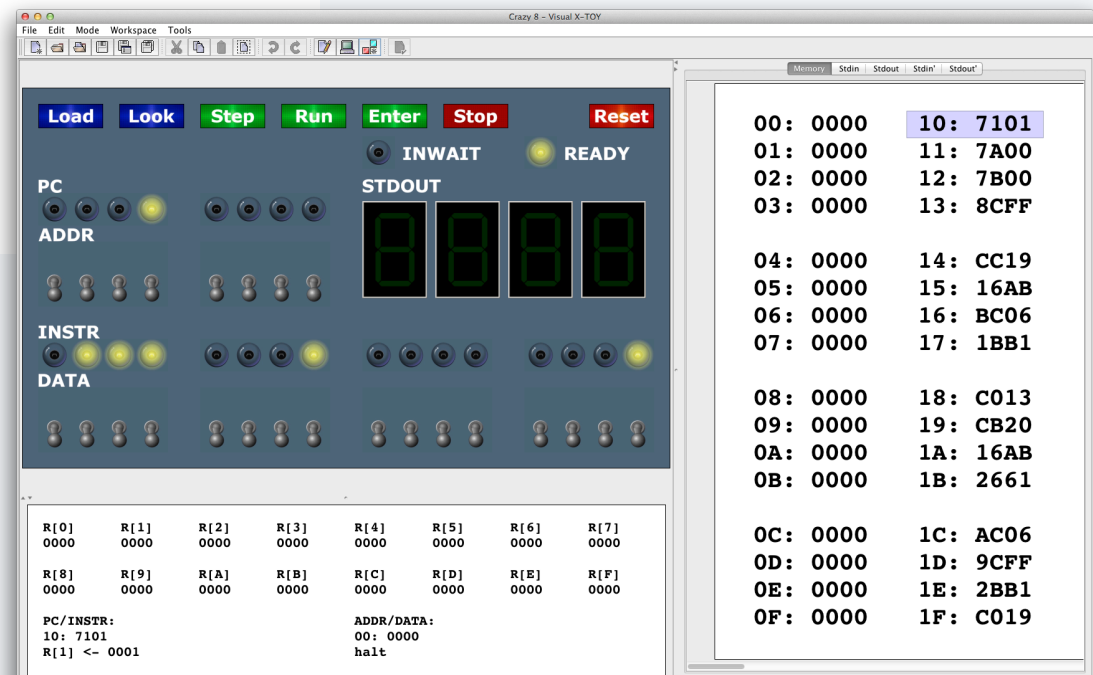 Crazy 8 – Visual X-TOY
File Edit Mode Workspace Tools
Memory Stdin Stdout Stdin' Stdout'
Load Look Step Run Enter Stop Reset
INWAIT READY
PC STDOUT
ADDR
INSTR
DATA
R[0] R[1] R[2] R[3] R[4] R[5] R[6] R[7]
0000 0000 0000 0000 0000 0000 0000 0000
R[8] R[9] R[A] R[B] R[C] R[D] R[E] R[F]
0000 0000 0000 0000 0000 0000 0000 0000
PC/INSTR: ADDR/DATA:
10: 7101 00: 0000
R[1] <- 0001 halt
00: 0000 10: 7101
01: 0000 11: 7A00
02: 0000 12: 7B00
03: 0000 13: 8CFF
04: 0000 14: CC19
05: 0000 15: 16AB
06: 0000 16: BC06
07: 0000 17: 1BB1
08: 0000 18: C013
09: 0000 19: CB20
0A: 0000 1A: 16AB
0B: 0000 1B: 2661
0C: 0000 1C: AC06
0D: 0000 1D: 9CFF
0E: 0000 1E: 2BB1
0F: 0000 1F: C019